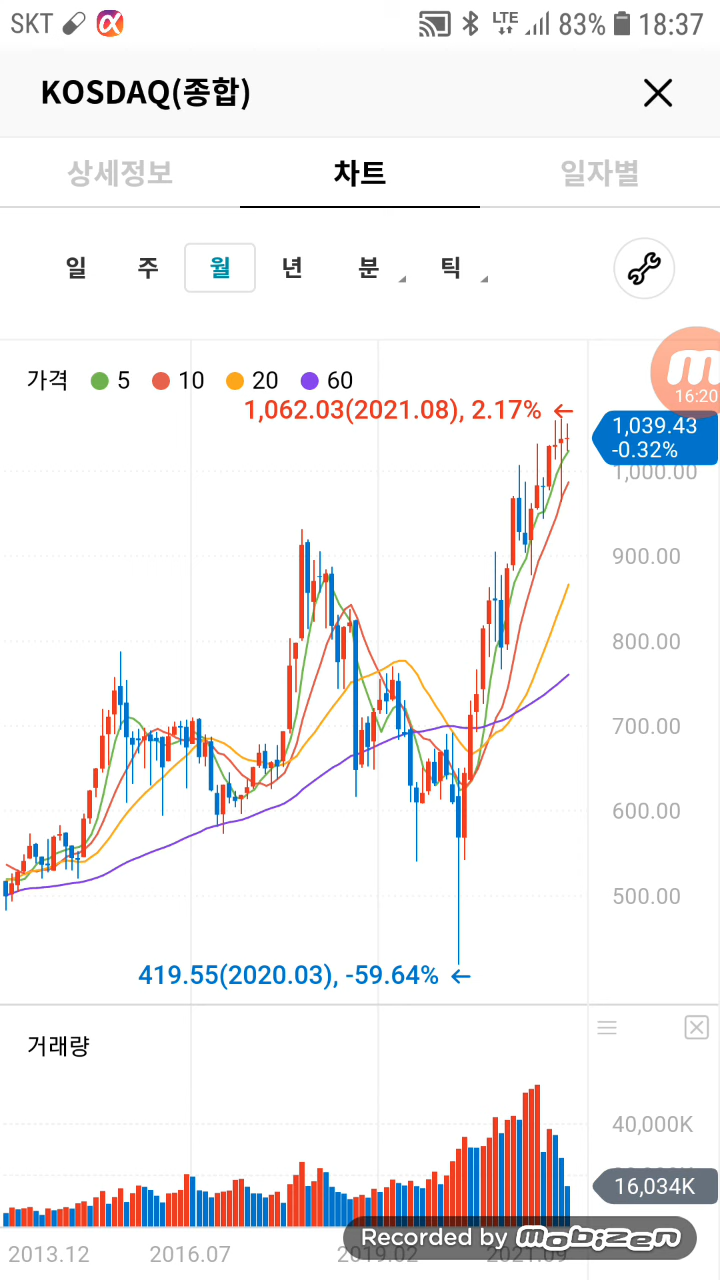 SKT LTE 83% 18:37
KOSDAQ(종합)
상세정보 차트 일자별
일 주 월 년 분 틱
가격 5 10 20 60
16:20
1,062.03(2021.08), 2.17% ←
1,039.43
-0.32%
1,000.00
900.00
800.00
700.00
600.00
500.00
419.55(2020.03), -59.64% ←
거래량
40,000K
16,034K
2013.12 2016.07 2019.02 2021.09
Recorded by mobizen